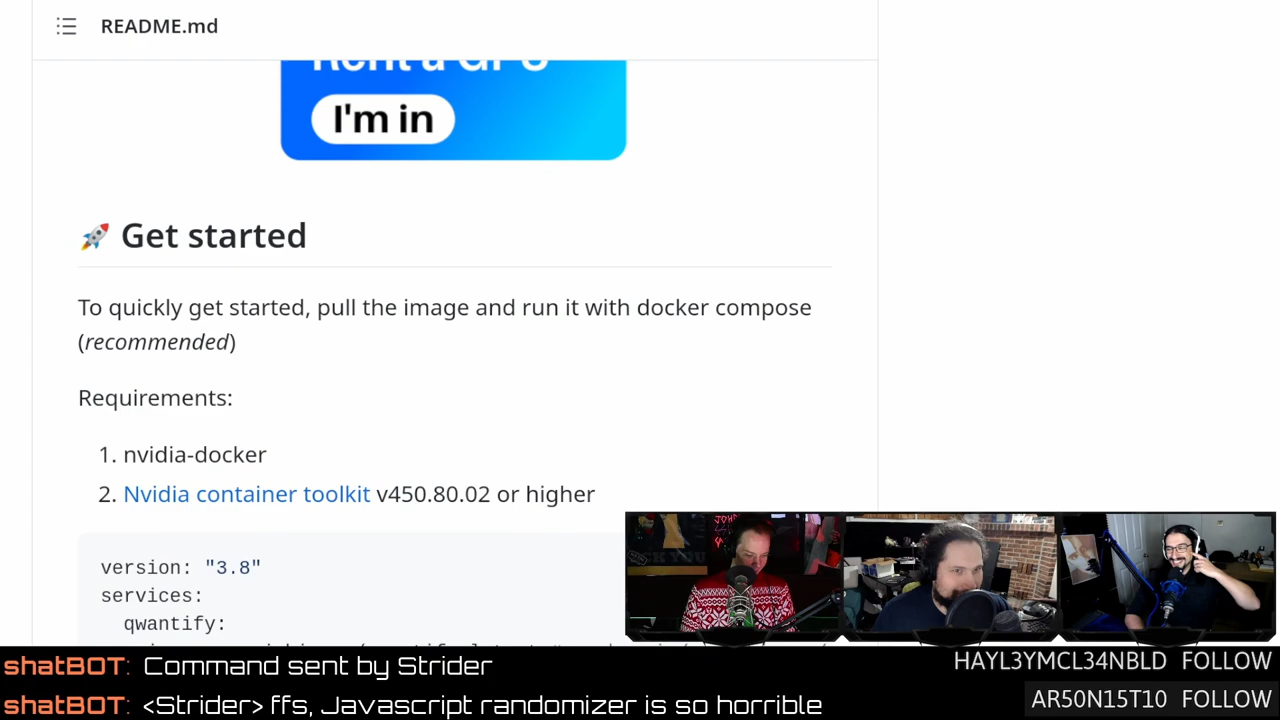 README.md
Rent a GPU
I'm in
🚀 Get started
To quickly get started, pull the image and run it with docker compose
(recommended)
Requirements:
1. nvidia-docker
2. Nvidia container toolkit v450.80.02 or higher
version: "3.8"
services:
qwantify:
shatBOT: Command sent by Strider
shatBOT: <Strider> ffs, Javascript randomizer is so horrible
HAYL3YMCL34NBLD FOLLOW
AR50N15T10 FOLLOW